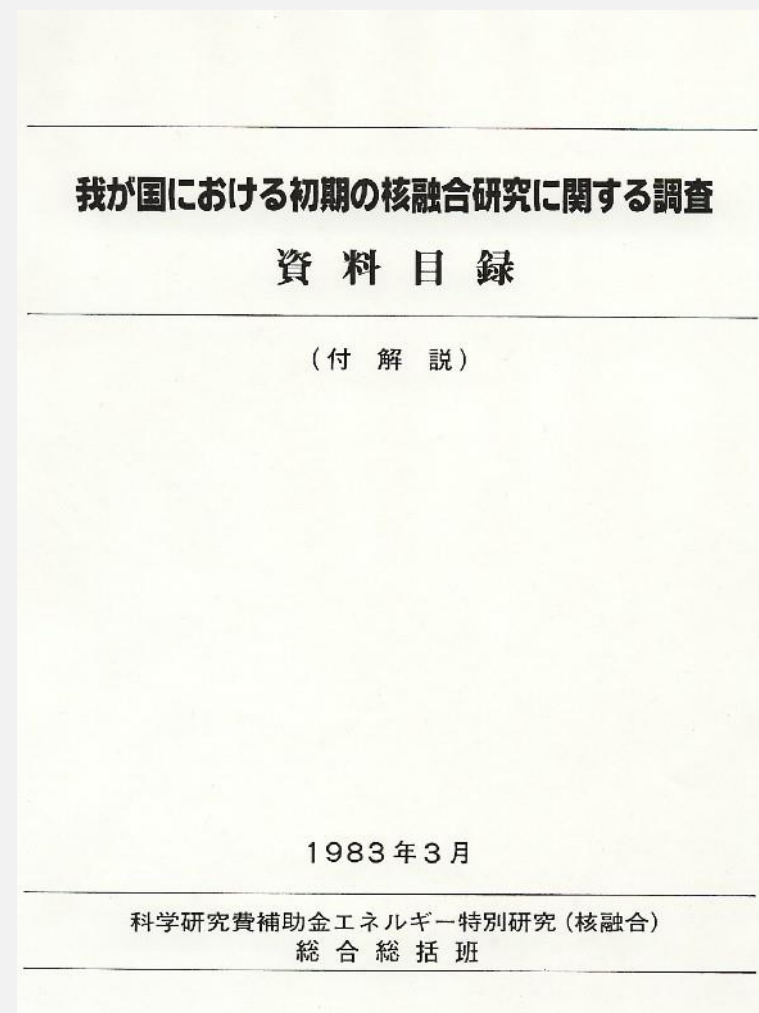 我が国における初期の核融合研究に関する調査
資料目録
(付解説)
1983年3月
科学研究費補助金エネルギー特別研究(核融合)
総合総括班